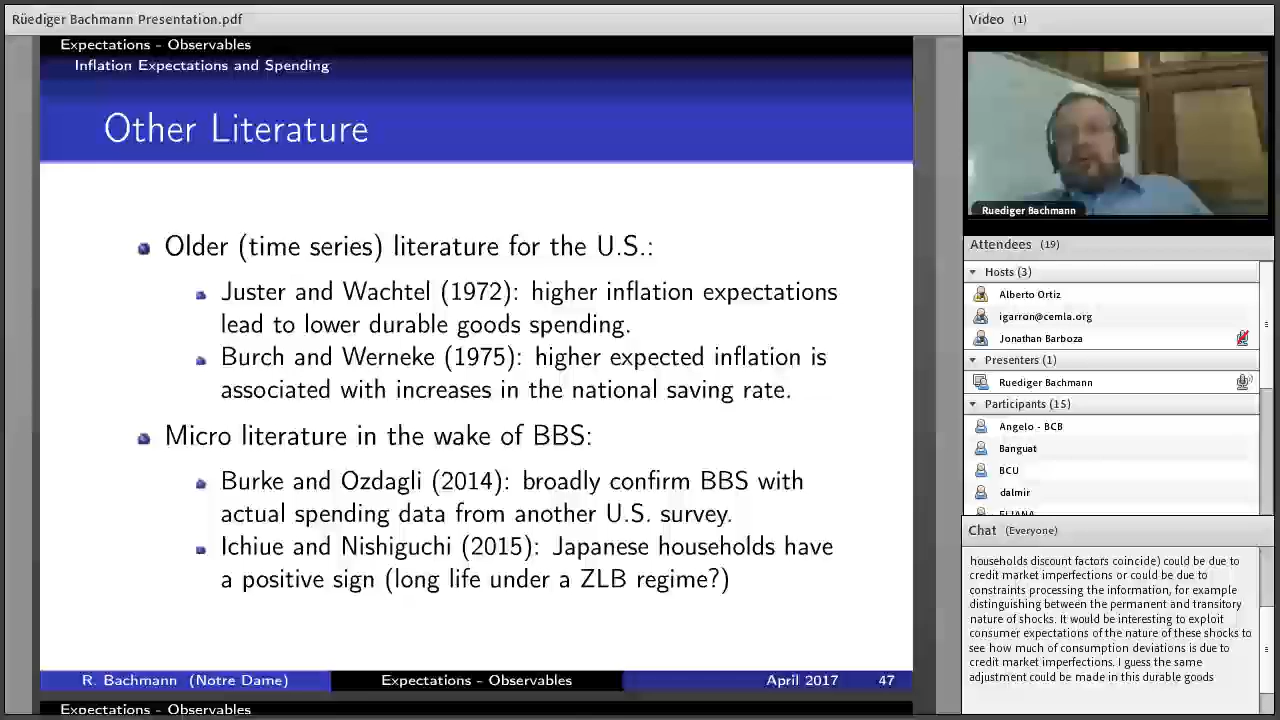 Rüediger Bachmann Presentation.pdf
Expectations - Observables
Inflation Expectations and Spending
Other Literature
Older (time series) literature for the U.S.:
Juster and Wachtel (1972): higher inflation expectations
lead to lower durable goods spending.
Burch and Werneke (1975): higher expected inflation is
associated with increases in the national saving rate.
Micro literature in the wake of BBS:
Burke and Ozdagli (2014): broadly confirm BBS with
actual spending data from another U.S. survey.
Ichiue and Nishiguchi (2015): Japanese households have
a positive sign (long life under a ZLB regime?)
R. Bachmann (Notre Dame)
Expectations - Observables
April 2017
47
Expectations - Observables
Video (1)
Ruediger Bachmann
Attendees (19)
Hosts (3)
Alberto Ortiz
igarron@cemla.org
Jonathan Barboza
Presenters (1)
Ruediger Bachmann
Participants (15)
Angelo - BCB
Banguat
BCU
dalmir
ELIANA
Chat (Everyone)
households discount factors coincide) could be due to
credit market imperfections or could be due to
constraints processing the information, for example
distinguishing between the permanent and transitory
nature of shocks. It would be interesting to exploit
consumer expectations of the nature of these shocks to
see how much of consumption deviations is due to
credit market imperfections. I guess the same
adjustment could be made in this durable goods